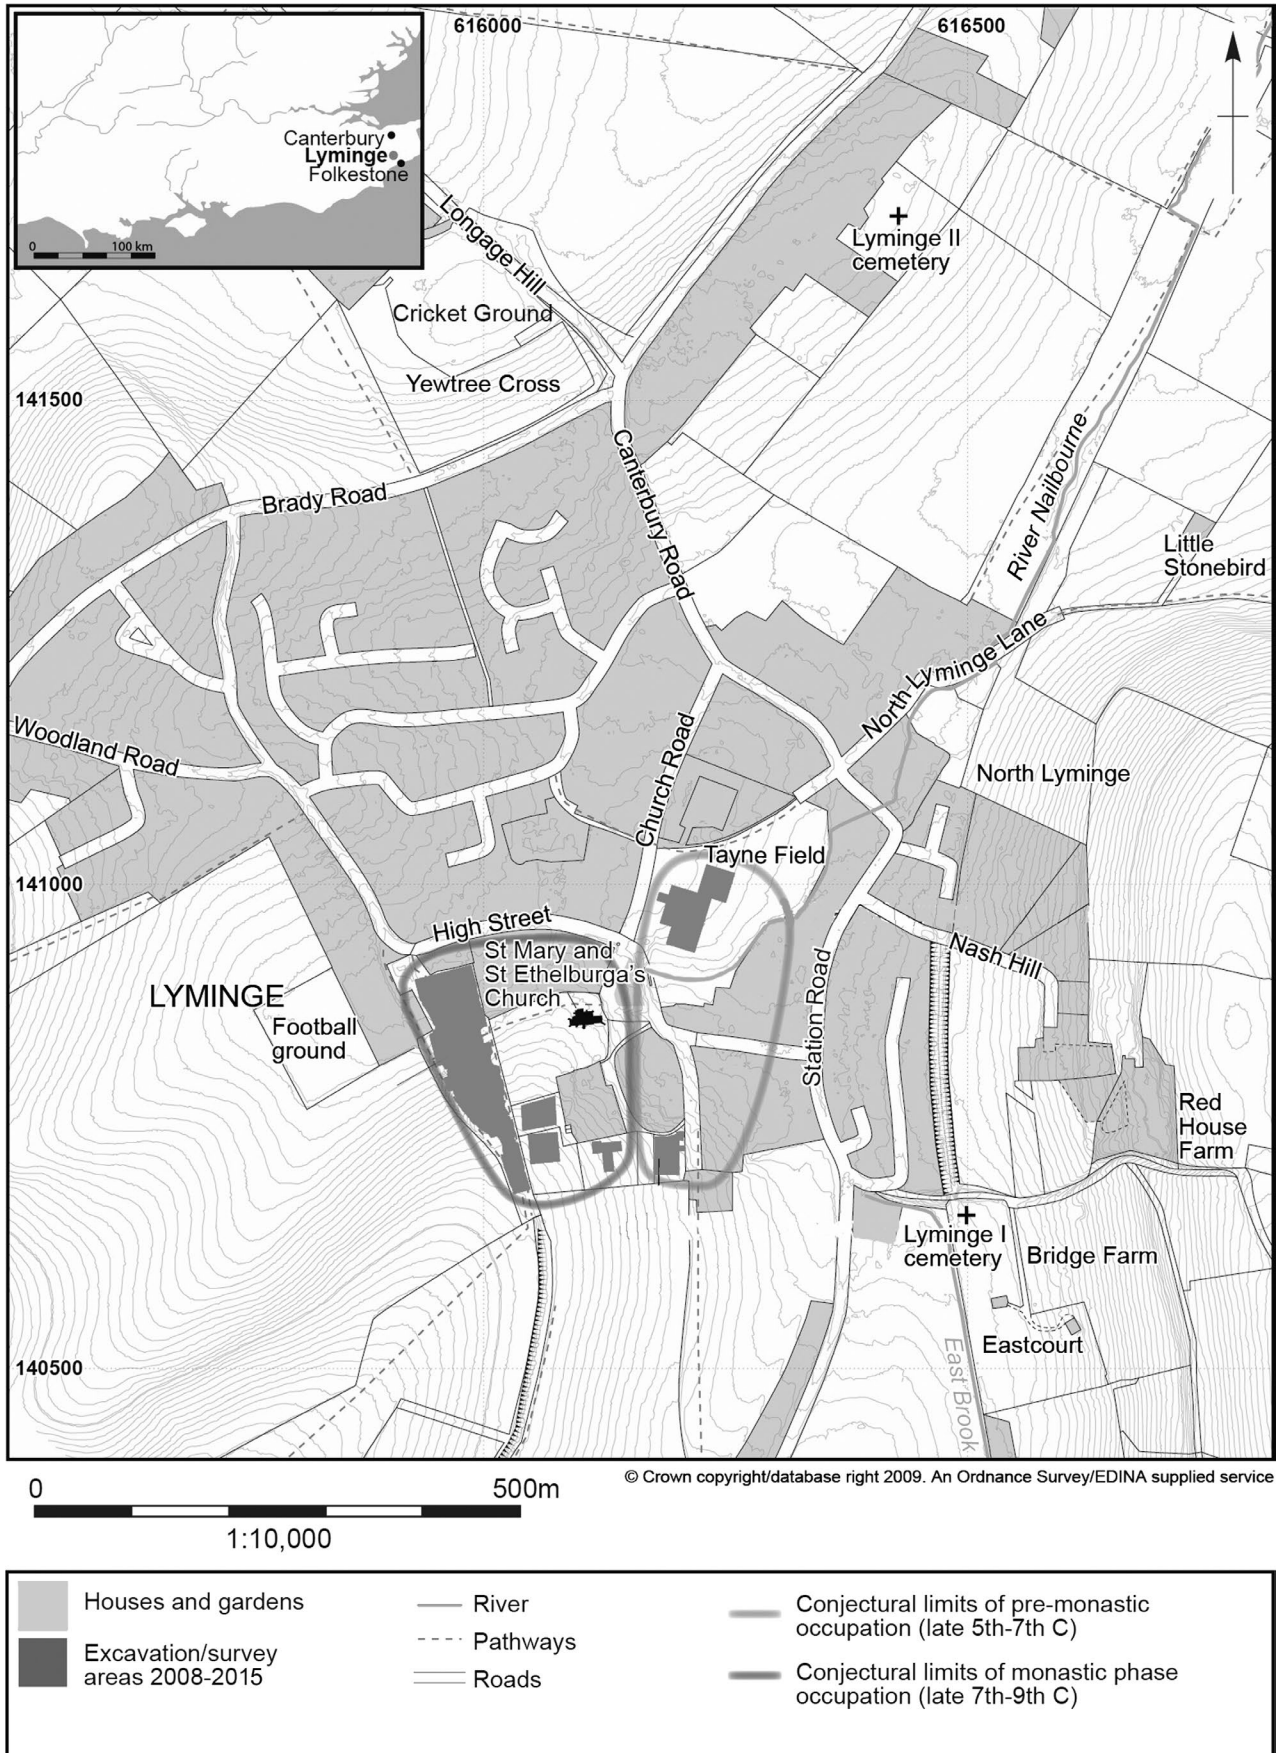 616000
616500
Canterbury
Lyminge
Folkestone
0
100 km
Longage Hill
Lyminge II
cemetery
Cricket Ground
Yewtree Cross
141500
Canterbury Road
River Nailbourne
Brady Road
Little
Stonebird
North Lyminge Lane
Woodland Road
Church Road
North Lyminge
Tayne Field
141000
High Street
St Mary and
St Ethelburga's
Church
Nash Hill
LYMINGE
Football
ground
Station Road
Red
House
Farm
Lyminge I
cemetery
Bridge Farm
Eastcourt
East Brook
140500
© Crown copyright/database right 2009. An Ordnance Survey/EDINA supplied service
0
500m
1:10,000
Houses and gardens
Excavation/survey
areas 2008-2015
River
Pathways
Roads
Conjectural limits of pre-monastic
occupation (late 5th-7th C)
Conjectural limits of monastic phase
occupation (late 7th-9th C)